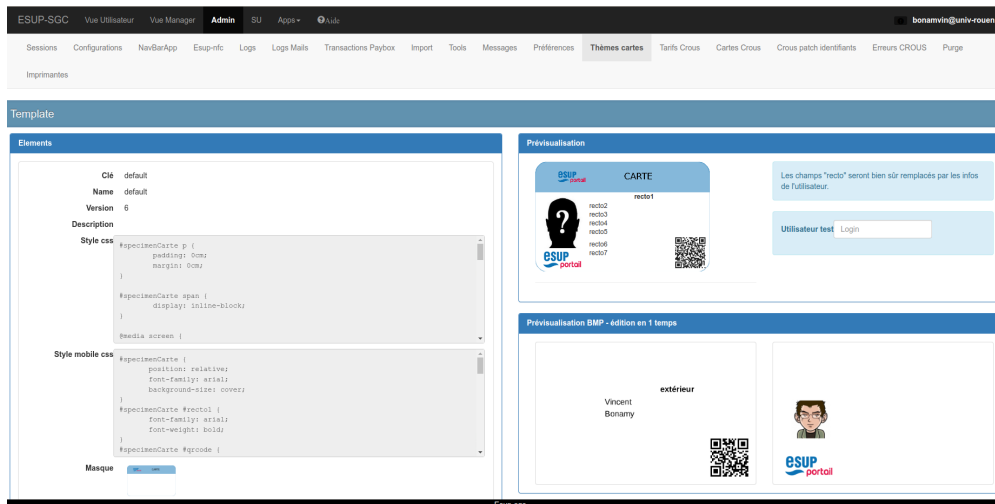 ESUP-SGC Vue Utilisateur Vue Manager Admin SU Apps Aide bonamvin@univ-rouen
Sessions Configurations NavBarApp Esup-nfc Logs Logs Mails Transactions Paybox Import Tools Messages Préférences Thèmes cartes Tarifs Crous Cartes Crous Crous patch identifiants Erreurs CROUS Purge
Imprimantes
Template
Elements
Clé default
Name default
Version 6
Description
Style css
#specimenCarte p {
padding: 0cm;
margin: 0cm;
}
#specimenCarte span {
display: inline-block;
}
@media screen {
Style mobile css
#specimenCarte {
position: relative;
font-family: arial;
background-size: cover;
}
#specimenCarte #recto1 {
font-family: arial;
font-weight: bold;
}
#specimenCarte #qrcode {
Masque
Prévisualisation
esup portail
CARTE
recto1
recto2
recto3
recto4
recto5
recto6
recto7
esup
portail
Les champs "recto" seront bien sûr remplacés par les infos
de l'utilisateur.
Utilisateur test Login
Prévisualisation BMP - édition en 1 temps
extérieur
Vincent
Bonamy
esup
portail